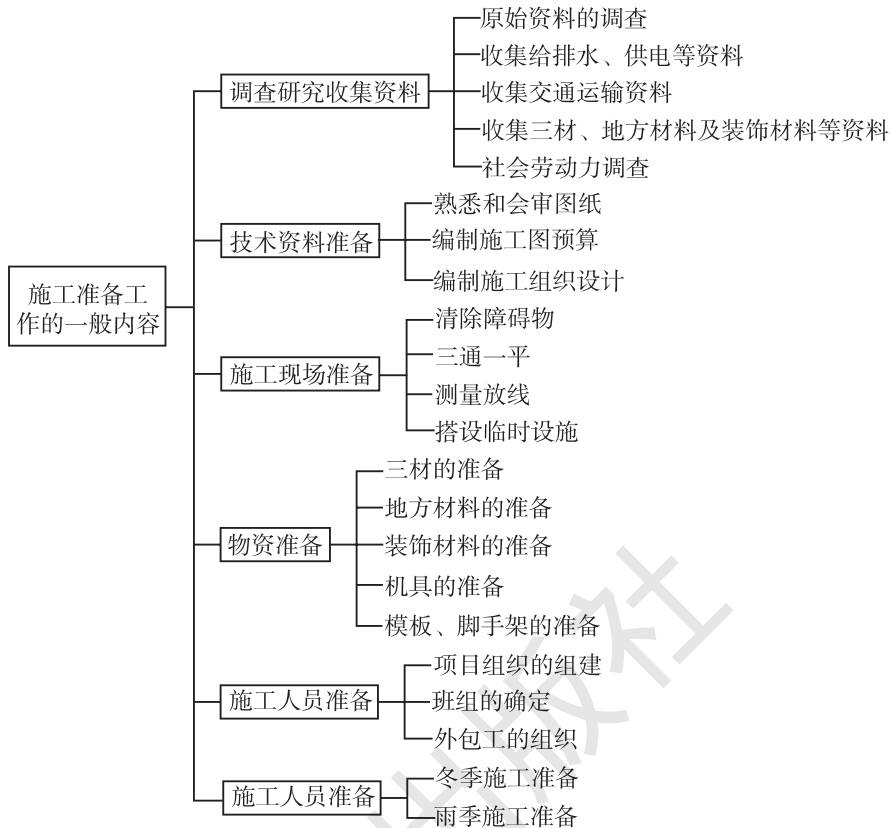 施工准备工
作的一般内容
调查研究收集资料
原始资料的调查
收集给排水、供电等资料
收集交通运输资料
收集三材、地方材料及装饰材料等资料
社会劳动力调查
技术资料准备
熟悉和会审图纸
编制施工图预算
编制施工组织设计
施工现场准备
清除障碍物
三通一平
测量放线
搭设临时设施
物资准备
三材的准备
地方材料的准备
装饰材料的准备
机具的准备
模板、脚手架的准备
施工人员准备
项目组织的组建
班组的确定
外包工的组织
施工人员准备
冬季施工准备
雨季施工准备
出版社